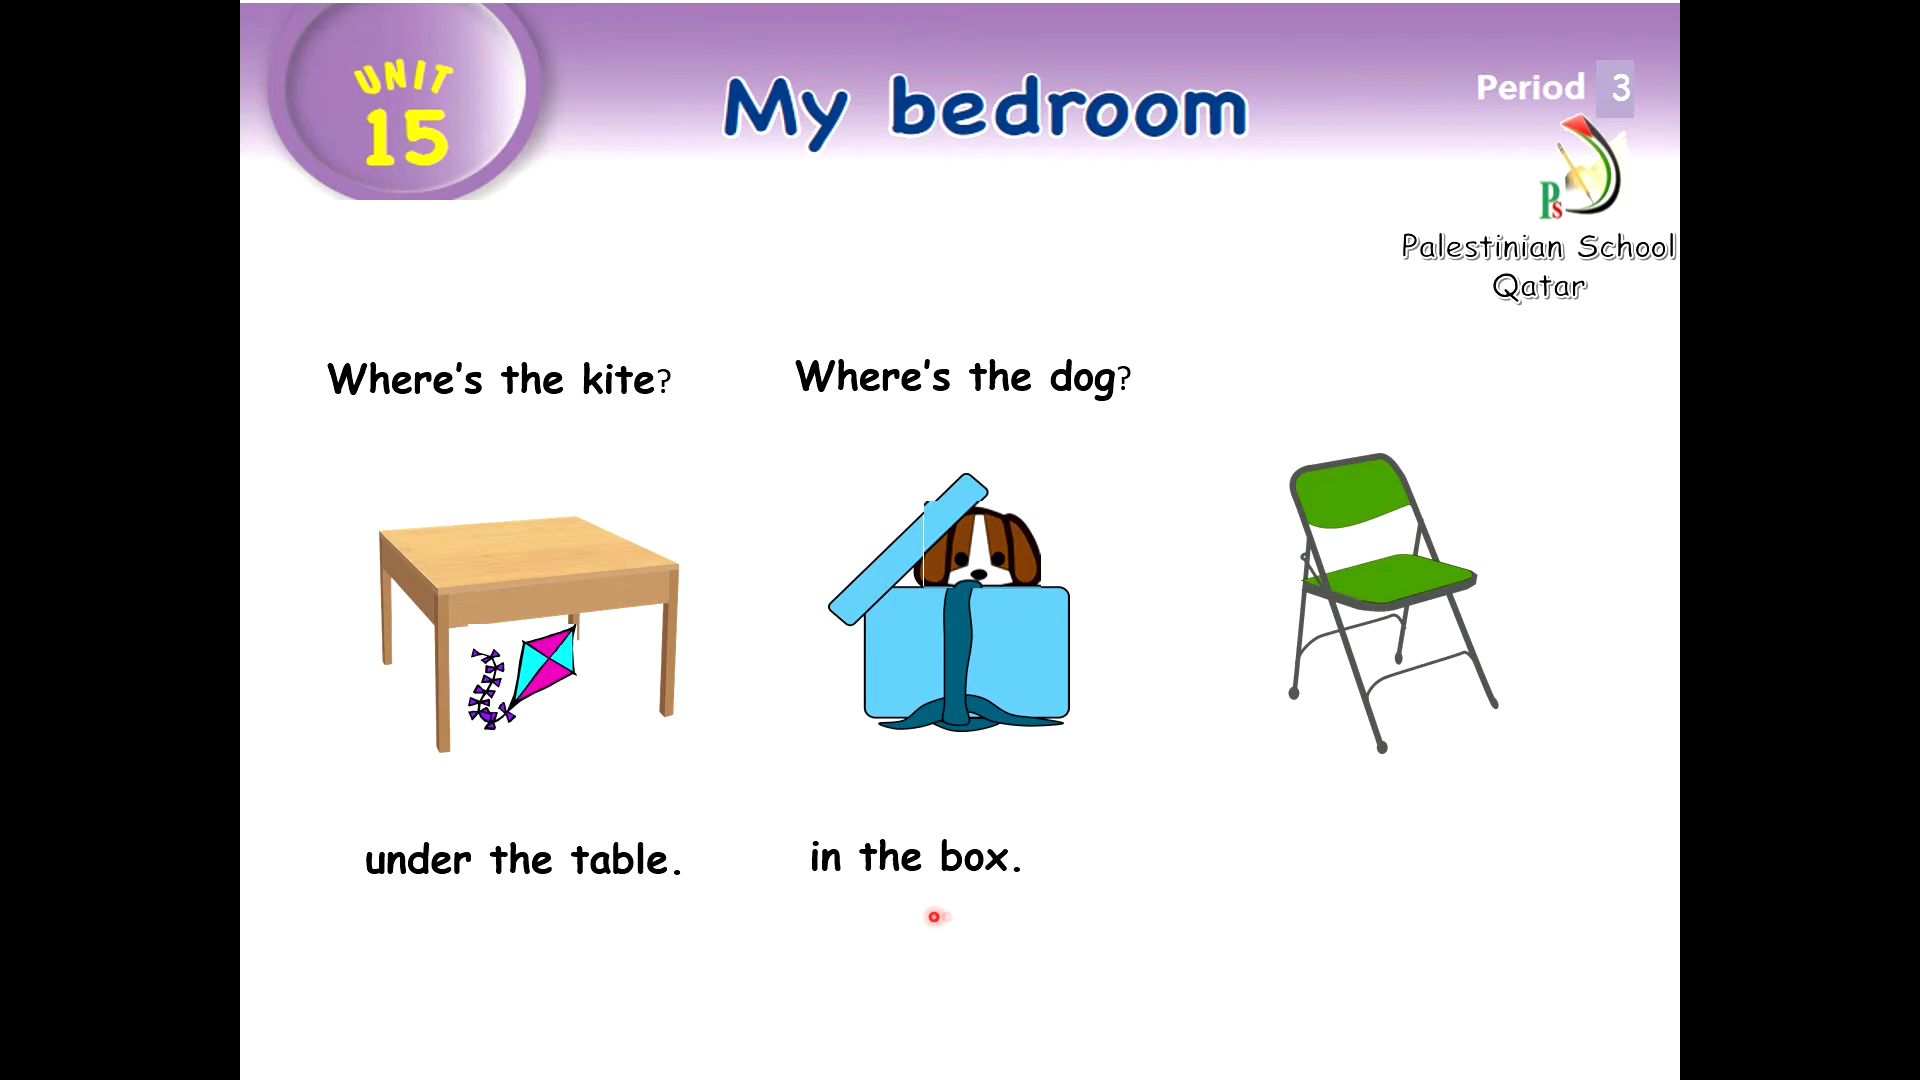 UNIT
15
My bedroom
Period 3
Ps
Palestinian School
Qatar
Where's the kite?
Where's the dog?
under the table.
in the box.